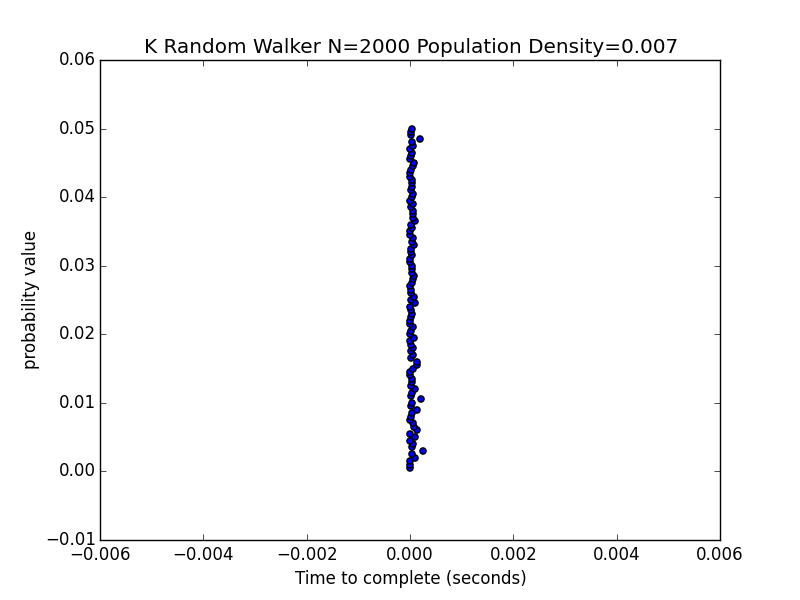 K Random Walker N=2000 Population Density=0.007
0.06
0.05
0.04
0.03
0.02
0.01
0.00
−0.01
probability value
−0.006 −0.004 −0.002 0.000 0.002 0.004 0.006
Time to complete (seconds)